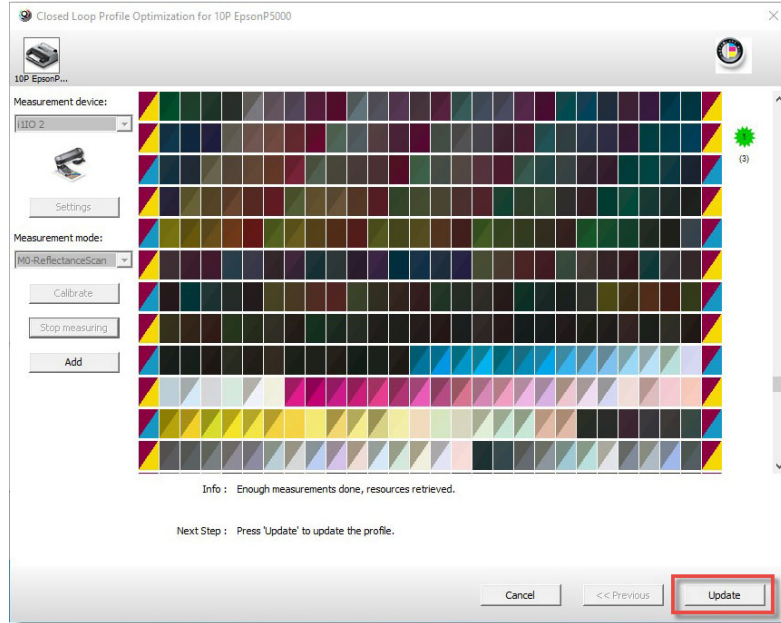 Closed Loop Profile Optimization for 10P EpsonP5000
10P EpsonP...
Measurement device:
i1IO 2
Settings
Measurement mode:
M0-ReflectanceScan
Calibrate
Stop measuring
Add
(3)
Info : Enough measurements done, resources retrieved.
Next Step : Press 'Update' to update the profile.
Cancel
<< Previous
Update